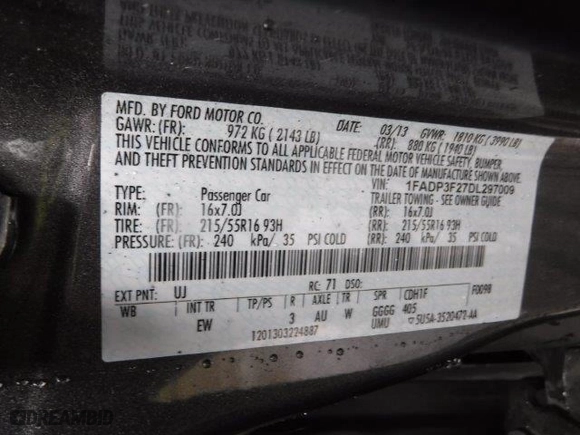 MFD. BY FORD MOTOR CO.
DATE: 03/13 GVWR: 1810 KG ( 3990 LB)
GAWR: (FR): 972 KG ( 2143 LB) (RR): 880 KG ( 1940 LB)
THIS VEHICLE CONFORMS TO ALL APPLICABLE FEDERAL MOTOR VEHICLE SAFETY, BUMPER,
AND THEFT PREVENTION STANDARDS IN EFFECT ON THE DATE OF MANUFACTURE SHOWN ABOVE.
VIN: 1FADP3F27DL297009
TYPE: Passenger Car TRAILER TOWING - SEE OWNER GUIDE
RIM: (FR): 16x7.0J (RR): 16x7.0J
TIRE: (FR): 215/55R16 93H (RR): 215/55R16 93H
PRESSURE: (FR): 240 kPa/ 35 PSI COLD (RR): 240 kPa/ 35 PSI COLD
EXT PNT: UJ RC: 71 DSO: F0098
WB INT TR TP/PS R AXLE TR SPR CDH1F
EW 3 AU W GGGG 405
1201303224887 UMU 5U5A-3520472-AA
DREAMBID